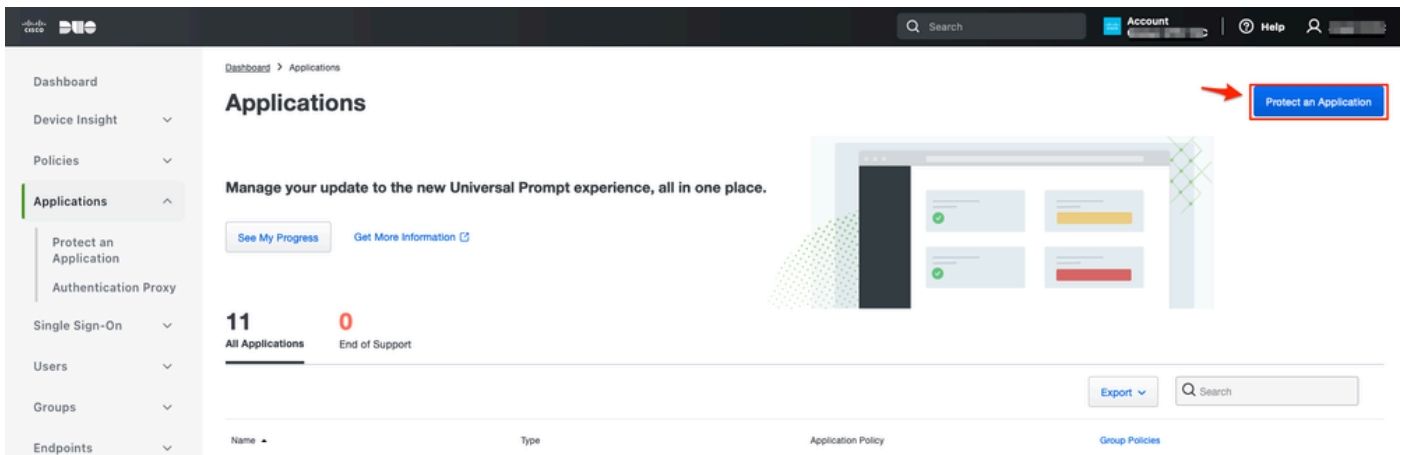 CISCO DUO
Search
Account
Help
Dashboard
Device Insight
Policies
Applications
Protect an
Application
Authentication Proxy
Single Sign-On
Users
Groups
Endpoints
Dashboard > Applications
Applications
Protect an Application
Manage your update to the new Universal Prompt experience, all in one place.
See My Progress
Get More Information
11
All Applications
0
End of Support
Export
Search
Name
Type
Application Policy
Group Policies